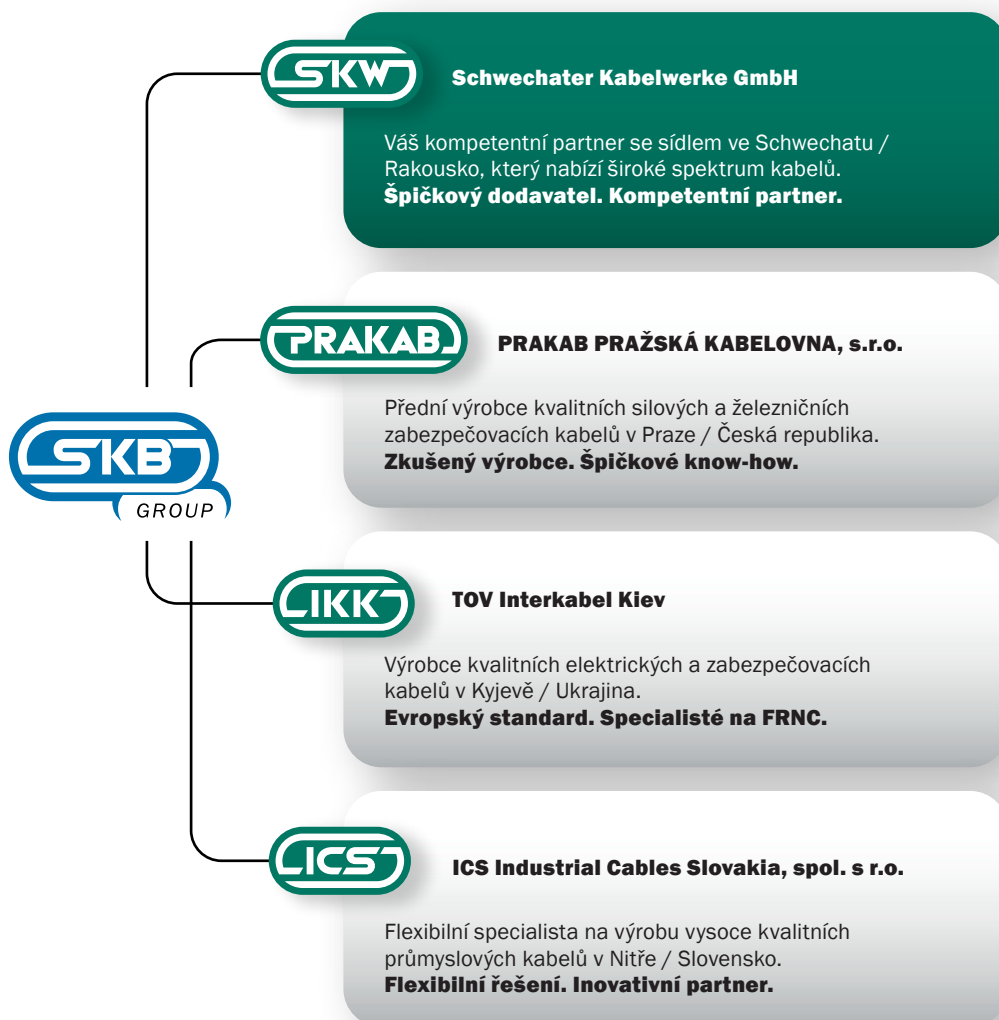 SKW
Schwechater Kabelwerke GmbH
Váš kompetentní partner se sídlem ve Schwechatu /
Rakousko, který nabízí široké spektrum kabelů.
Špičkový dodavatel. Kompetentní partner.
PRAKAB
PRAKAB PRAŽSKÁ KABELOVNA, s.r.o.
Přední výrobce kvalitních silových a železničních
zabezpečovacích kabelů v Praze / Česká republika.
Zkušený výrobce. Špičkové know-how.
SKB
GROUP
IKK
TOV Interkabel Kiev
Výrobce kvalitních elektrických a zabezpečovacích
kabelů v Kyjevě / Ukrajina.
Evropský standard. Specialisté na FRNC.
ICS
ICS Industrial Cables Slovakia, spol. s r.o.
Flexibilní specialista na výrobu vysoce kvalitních
průmyslových kabelů v Nitře / Slovensko.
Flexibilní řešení. Inovativní partner.